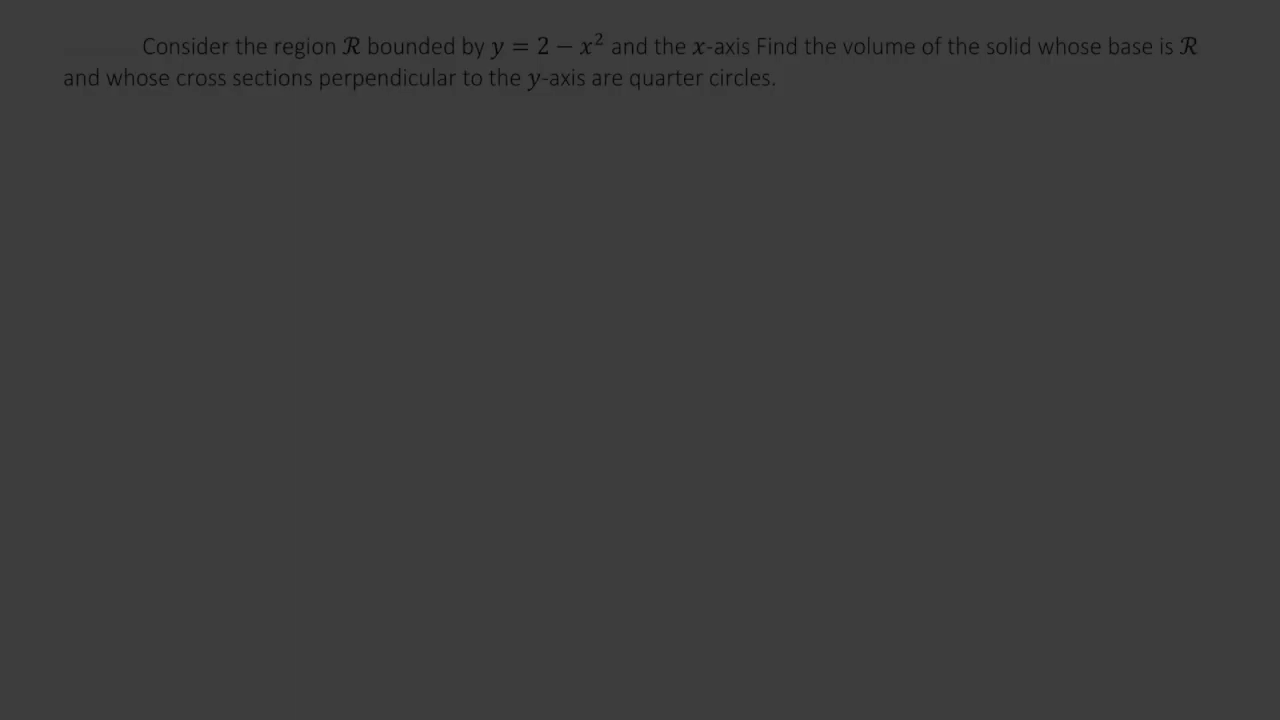 Consider the region ℛ bounded by 𝑦 = 2 − 𝑥² and the 𝑥-axis Find the volume of the solid whose base is ℛ
and whose cross sections perpendicular to the 𝑦-axis are quarter circles.